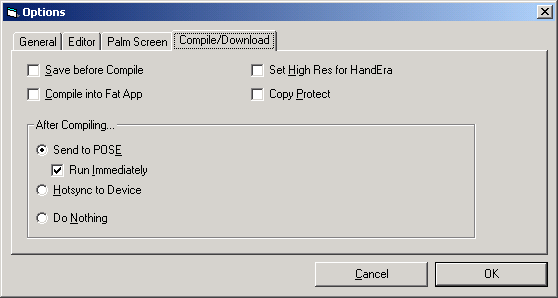 Options
General Editor Palm Screen Compile/Download
Save before Compile Set High Res for HandEra
Compile into Fat App Copy Protect
After Compiling...
Send to POSE
Run Immediately
Hotsync to Device
Do Nothing
Cancel OK